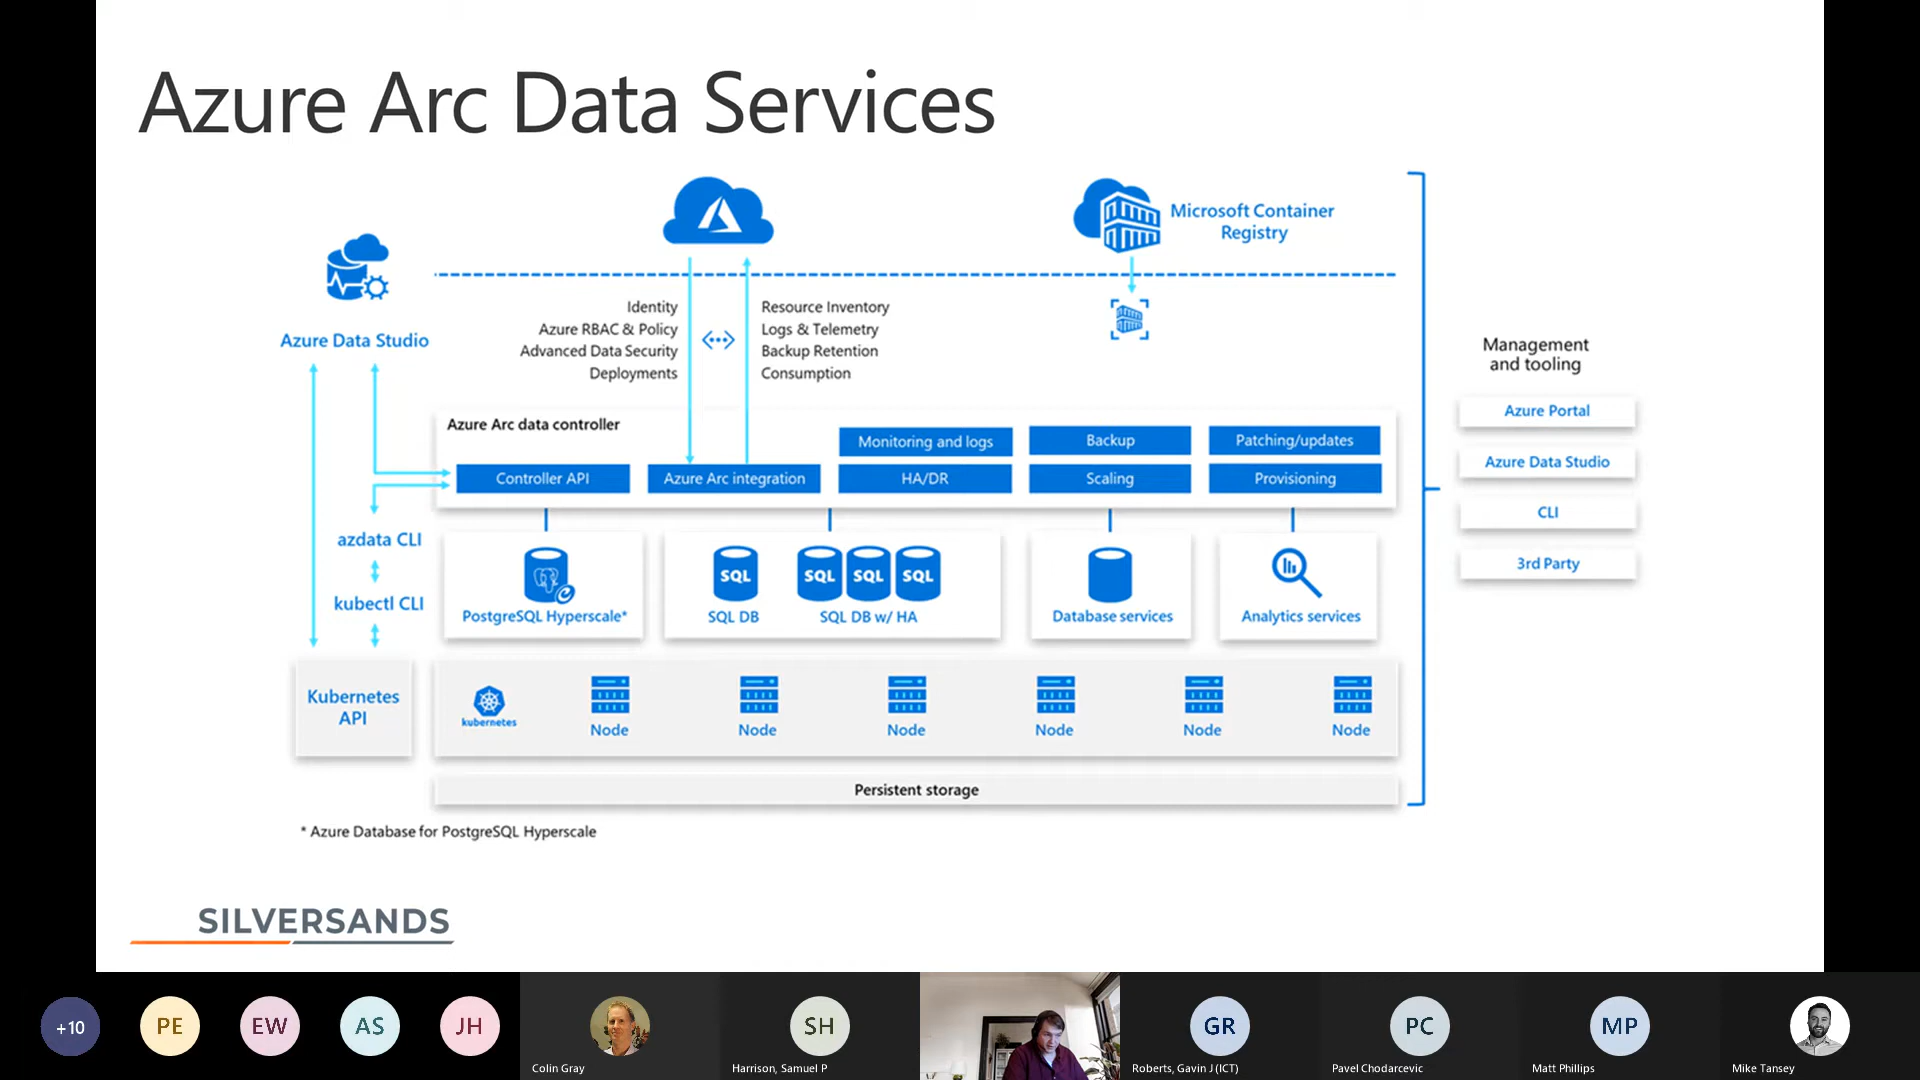 Azure Arc Data Services
Microsoft Container
Registry
Azure Data Studio
Identity
Azure RBAC & Policy
Advanced Data Security
Deployments
Resource Inventory
Logs & Telemetry
Backup Retention
Consumption
Management
and tooling
Azure Portal
Azure Data Studio
CLI
3rd Party
Azure Arc data controller
Monitoring and logs
Backup
Patching/updates
Controller API
Azure Arc integration
HA/DR
Scaling
Provisioning
azdata CLI
kubectl CLI
PostgreSQL Hyperscale*
SQL
SQL DB
SQL
SQL
SQL
SQL DB w/ HA
Database services
Analytics services
Kubernetes
API
kubernetes
Node
Node
Node
Node
Node
Node
Persistent storage
* Azure Database for PostgreSQL Hyperscale
SILVERSANDS
+10
PE
EW
AS
JH
Colin Gray
SH
Harrison, Samuel P
GR
Roberts, Gavin J (ICT)
PC
Pavel Chodarcevic
MP
Matt Phillips
Mike Tansey